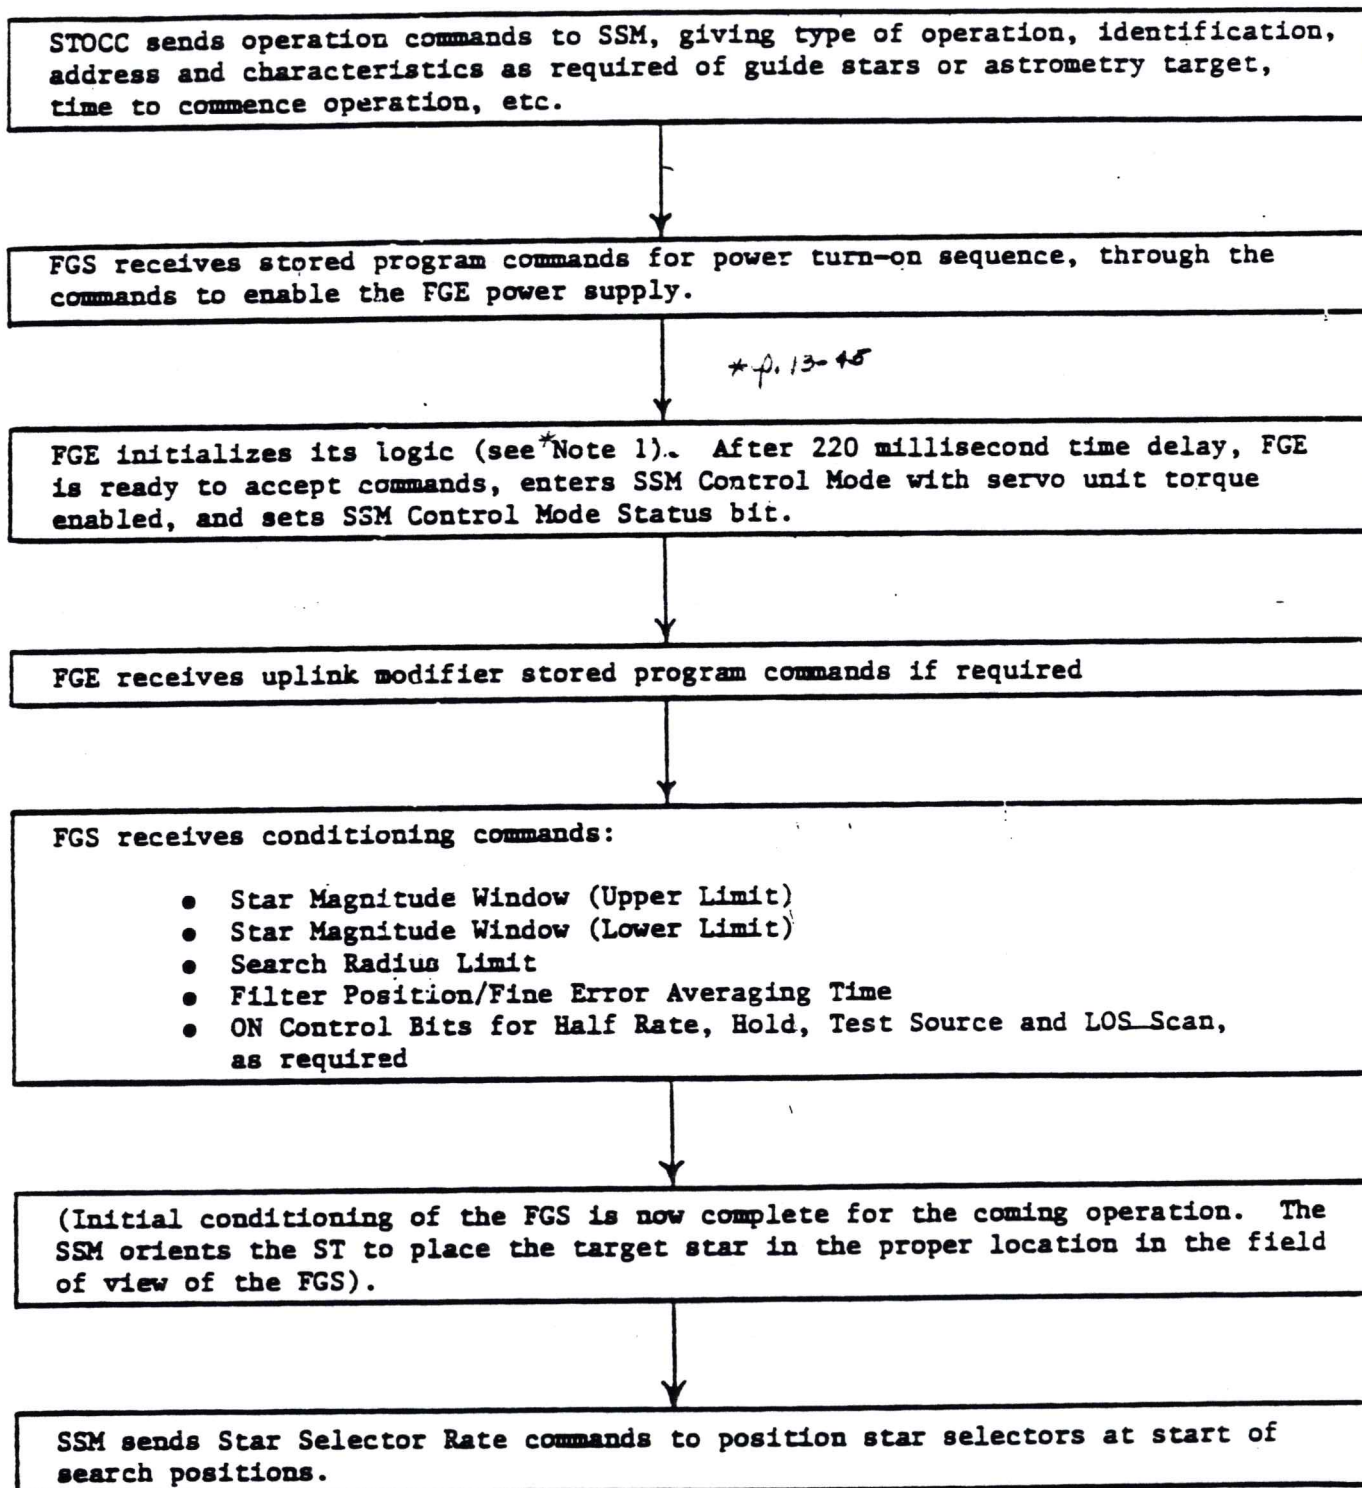 STOCC sends operation commands to SSM, giving type of operation, identification,
address and characteristics as required of guide stars or astrometry target,
time to commence operation, etc.
FGS receives stored program commands for power turn-on sequence, through the
commands to enable the FGE power supply.
* p. 13-45
FGE initializes its logic (see *Note 1). After 220 millisecond time delay, FGE
is ready to accept commands, enters SSM Control Mode with servo unit torque
enabled, and sets SSM Control Mode Status bit.
FGE receives uplink modifier stored program commands if required
FGS receives conditioning commands:
● Star Magnitude Window (Upper Limit)
● Star Magnitude Window (Lower Limit)
● Search Radius Limit
● Filter Position/Fine Error Averaging Time
● ON Control Bits for Half Rate, Hold, Test Source and LOS Scan,
as required
(Initial conditioning of the FGS is now complete for the coming operation. The
SSM orients the ST to place the target star in the proper location in the field
of view of the FGS).
SSM sends Star Selector Rate commands to position star selectors at start of
search positions.